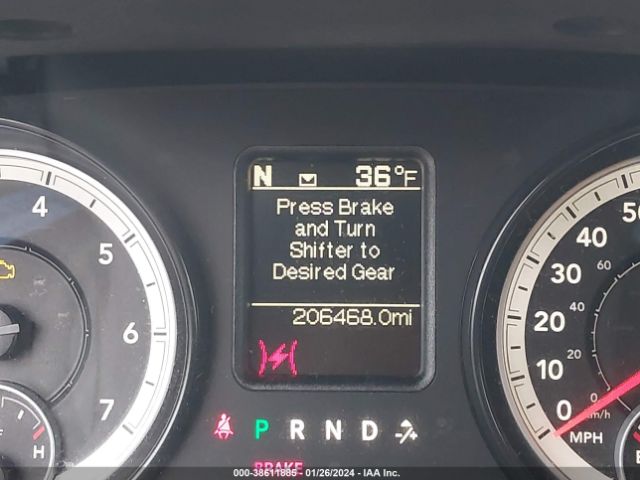 N 36°F
Press Brake
and Turn
Shifter to
Desired Gear
206468.0mi
4
5
6
7
H
50
40
30
20
10
0
60
40
20
0
km/h
MPH
P R N D
BRAKE
000-38611885 - 01/26/2024 - IAA Inc.